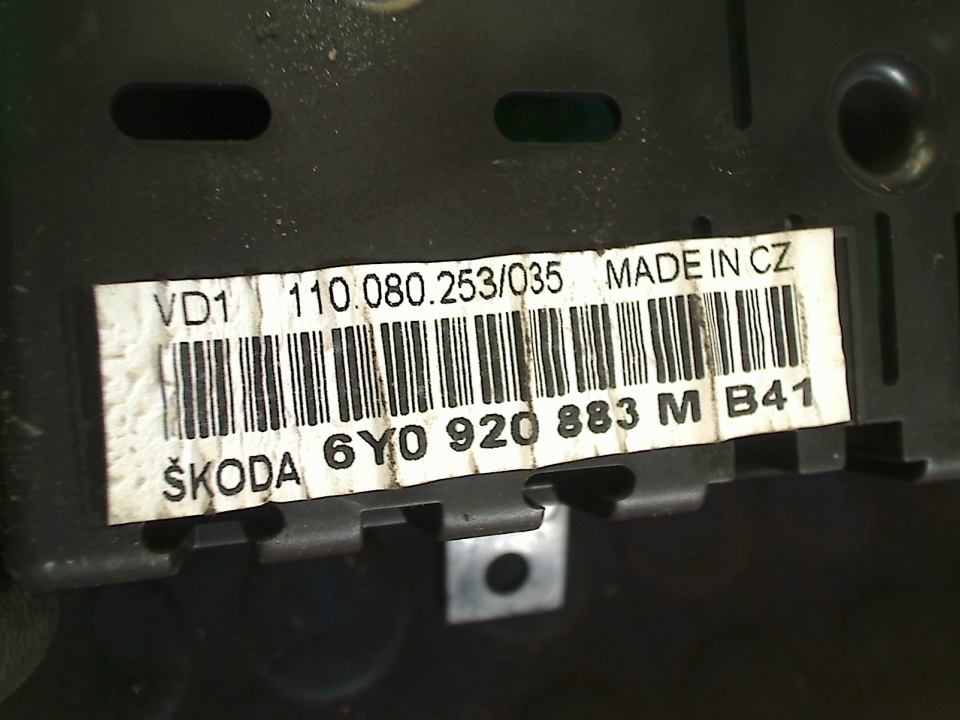 VD1 110.080.253/035 MADE IN CZ
ŠKODA 6Y0 920 883 M B41